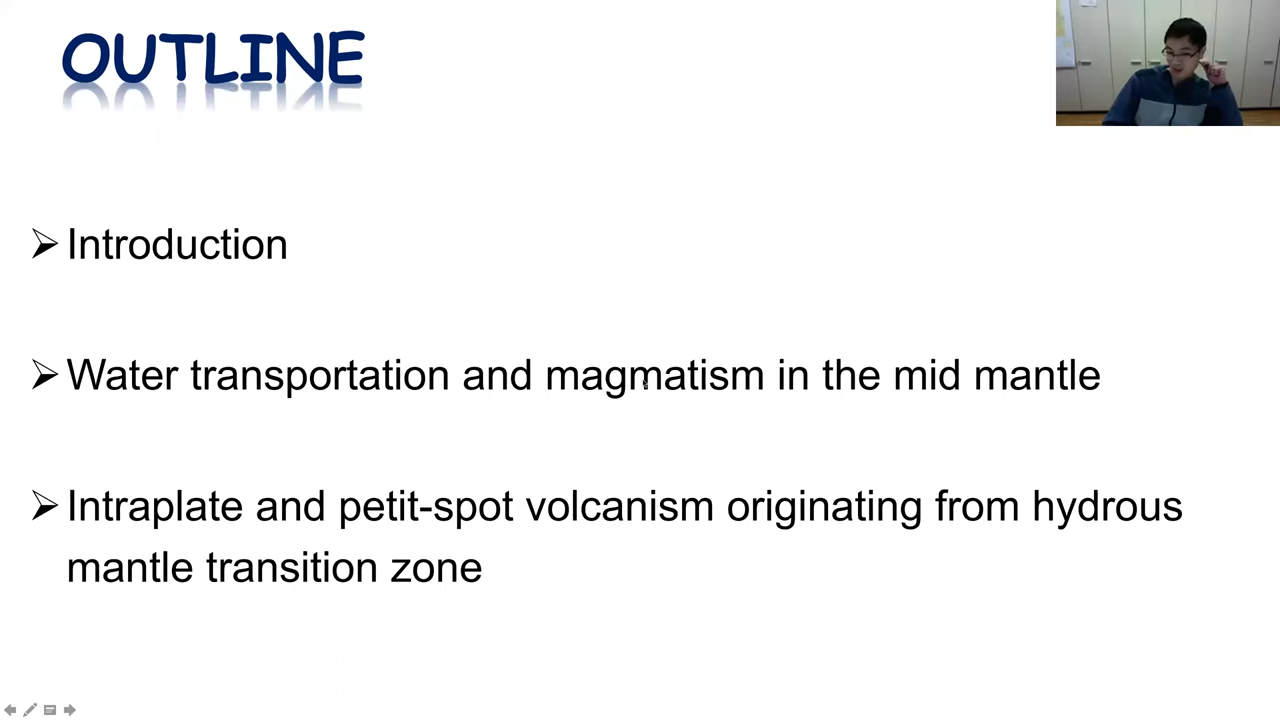 OUTLINE
➢ Introduction
➢ Water transportation and magmatism in the mid mantle
➢ Intraplate and petit-spot volcanism originating from hydrous
mantle transition zone